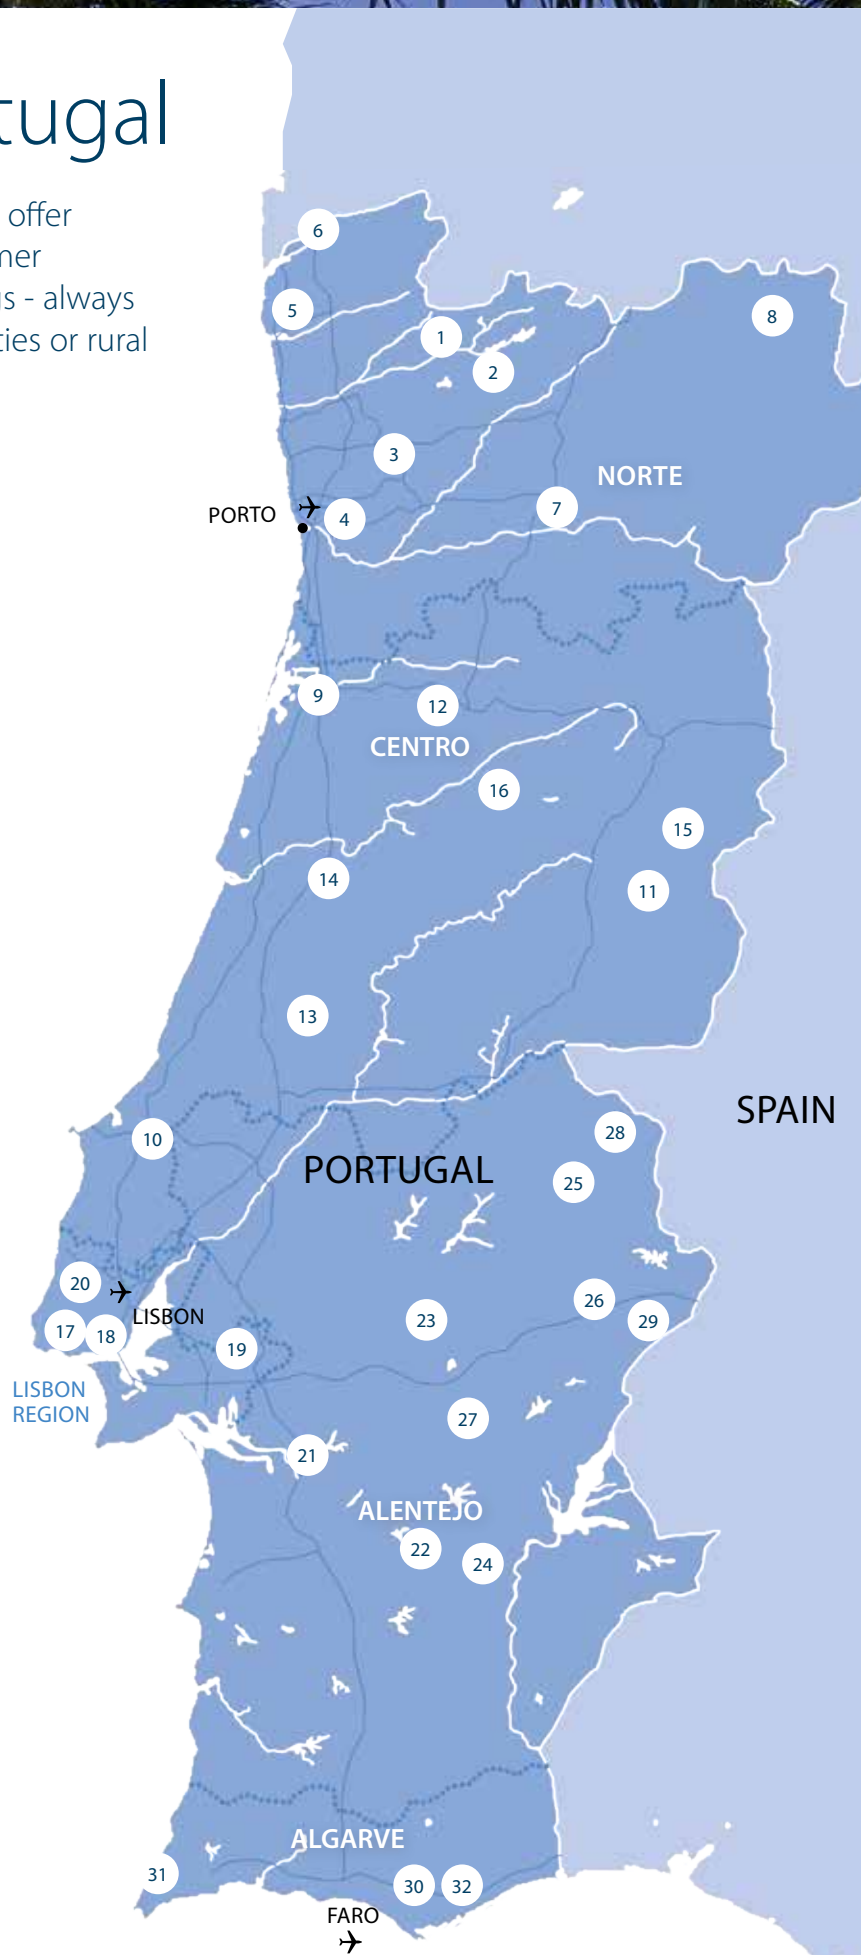 tugal
offer
mer
s - always
ties or rural
6
5
8
1
2
3
NORTE
7
PORTO
4
9
12
CENTRO
16
15
14
11
13
SPAIN
28
10
PORTUGAL
25
20
LISBON
26
23
29
17
18
19
LISBON
REGION
27
21
ALENTEJO
22
24
ALGARVE
31
30
32
FARO